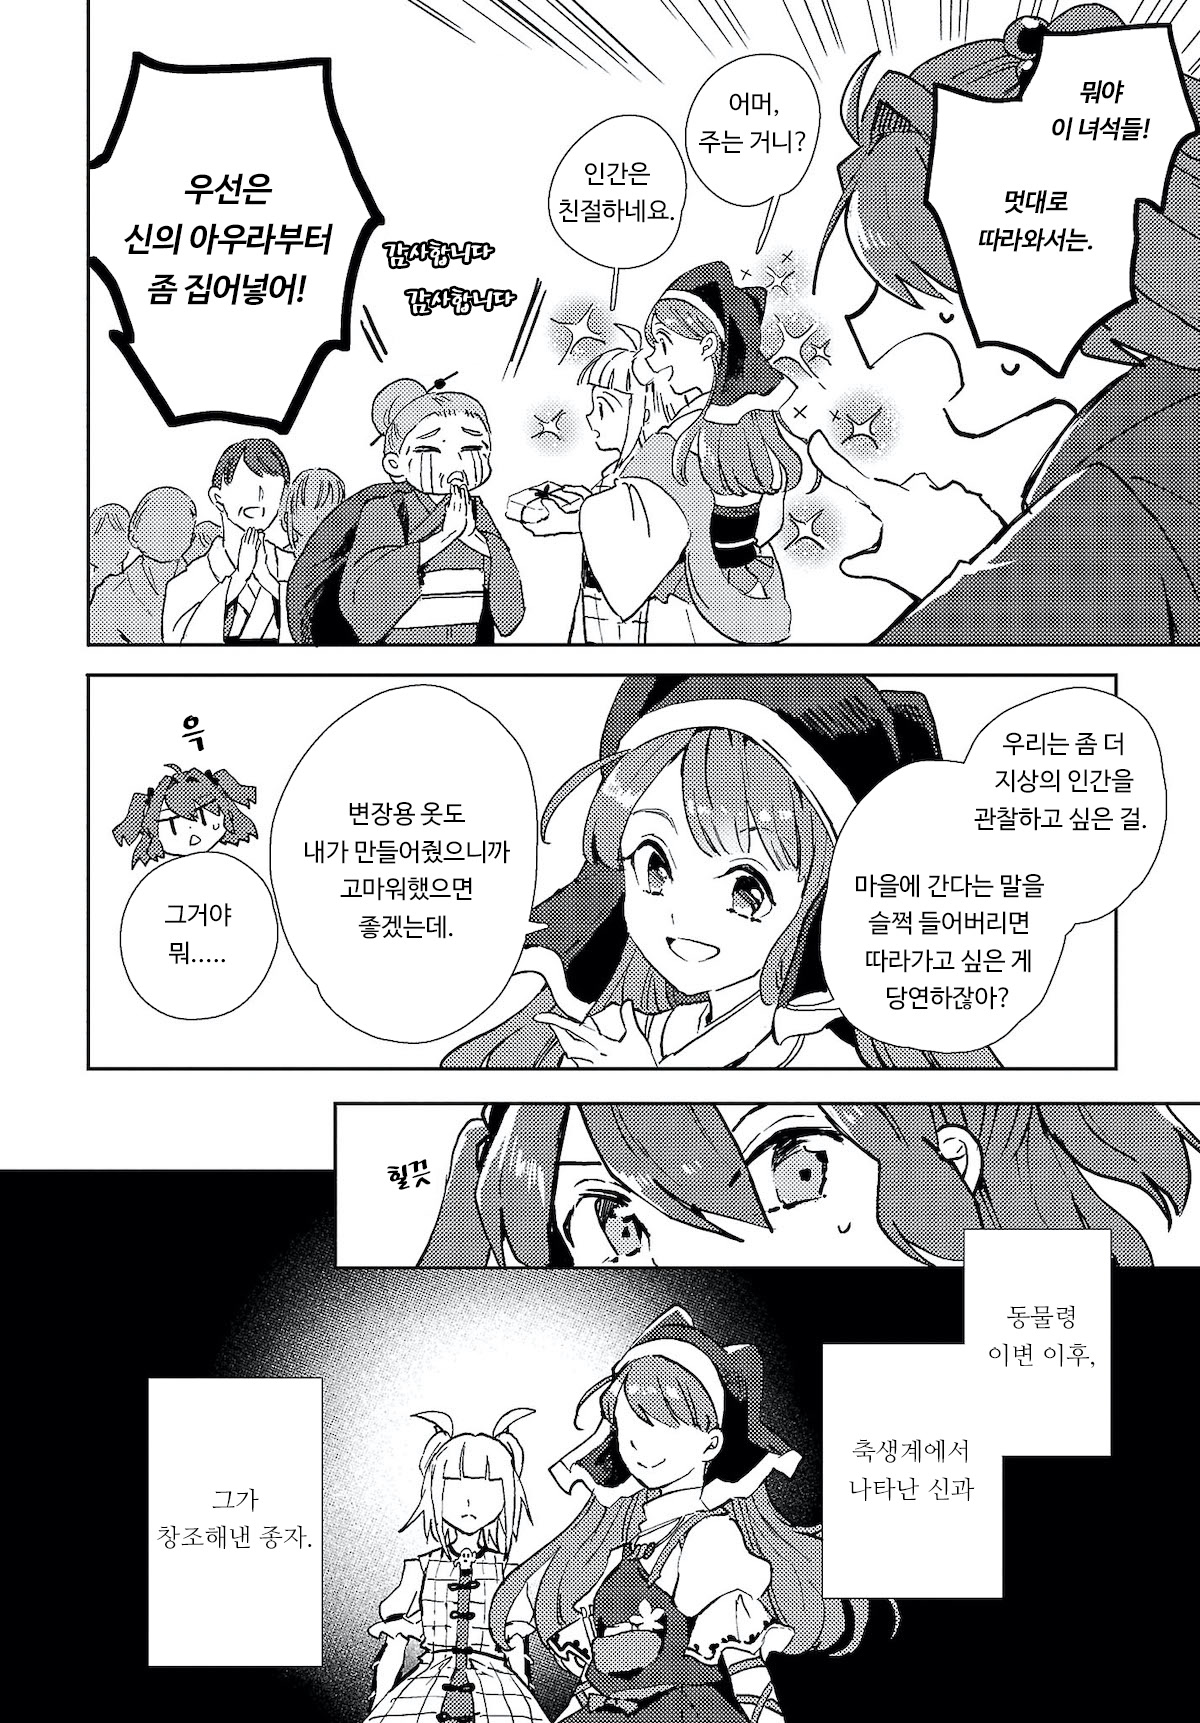 뭐야
이 녀석들!
멋대로
따라와서는.
어머,
주는 거니?
인간은
친절하네요.
감사합니다
감사합니다
우선은
신의 아우라부터
좀 집어넣어!
우리는 좀 더
지상의 인간을
관찰하고 싶은 걸.
마을에 간다는 말을
슬쩍 들어버리면
따라가고 싶은 게
당연하잖아?
변장용 옷도
내가 만들어줬으니까
고마워했으면
좋겠는데.
윽
그거야
뭐.....
힐끗
동물령
이변 이후,
축생계에서
나타난 신과
그가
창조해낸 종자.